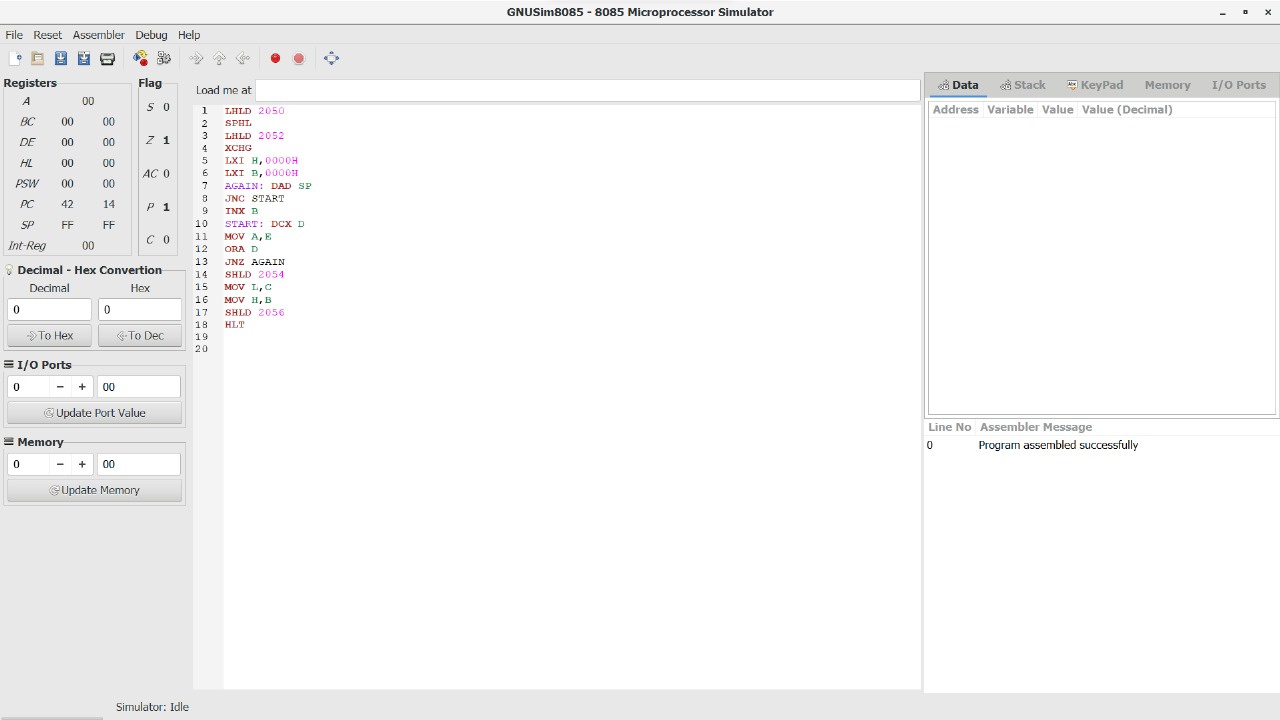 GNUSim8085 - 8085 Microprocessor Simulator
File Reset Assembler Debug Help
Registers
A 00
BC 00 00
DE 00 00
HL 00 00
PSW 00 00
PC 42 14
SP FF FF
Int-Reg 00
Flag
S 0
Z 1
AC 0
P 1
C 0
Decimal - Hex Convertion
Decimal Hex
0 0
To Hex To Dec
I/O Ports
0 − + 00
Update Port Value
Memory
0 − + 00
Update Memory
Load me at
1 LHLD 2050
2 SPHL
3 LHLD 2052
4 XCHG
5 LXI H,0000H
6 LXI B,0000H
7 AGAIN: DAD SP
8 JNC START
9 INX B
10 START: DCX D
11 MOV A,E
12 ORA D
13 JNZ AGAIN
14 SHLD 2054
15 MOV L,C
16 MOV H,B
17 SHLD 2056
18 HLT
19
20
Data Stack KeyPad Memory I/O Ports
Address Variable Value Value (Decimal)
Line No Assembler Message
0 Program assembled successfully
Simulator: Idle